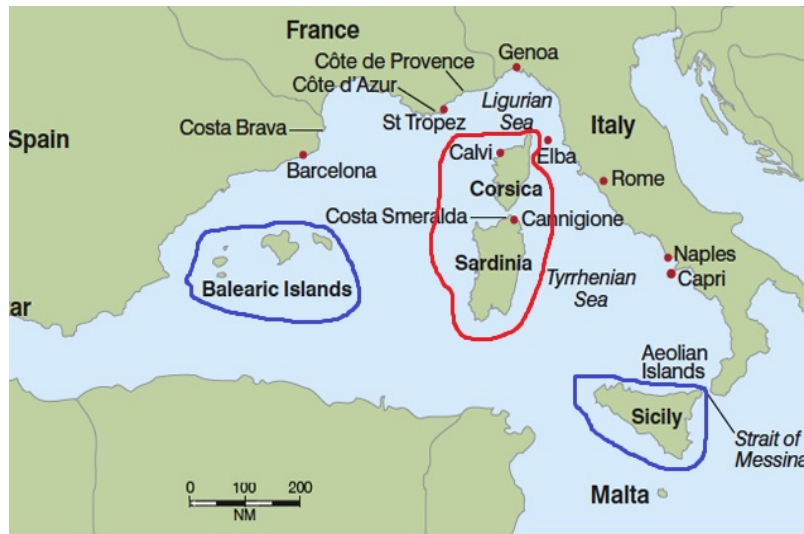 France
Genoa
Côte de Provence
Côte d'Azur
Ligurian
Sea
St Tropez
Italy
Spain
Costa Brava
Barcelona
Calvi
Elba
Corsica
Rome
Costa Smeralda
Cannigione
Naples
Capri
Sardinia
Tyrrhenian
Sea
Balearic Islands
ar
Aeolian
Islands
Sicily
Strait of
Messina
Malta
0 100 200
NM